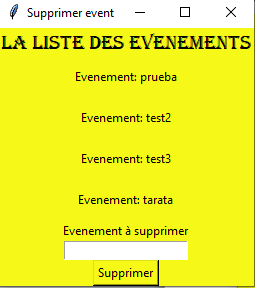 Supprimer event
LA LISTE DES EVENEMENTS
Evenement: prueba
Evenement: test2
Evenement: test3
Evenement: tarata
Evenement à supprimer
Supprimer